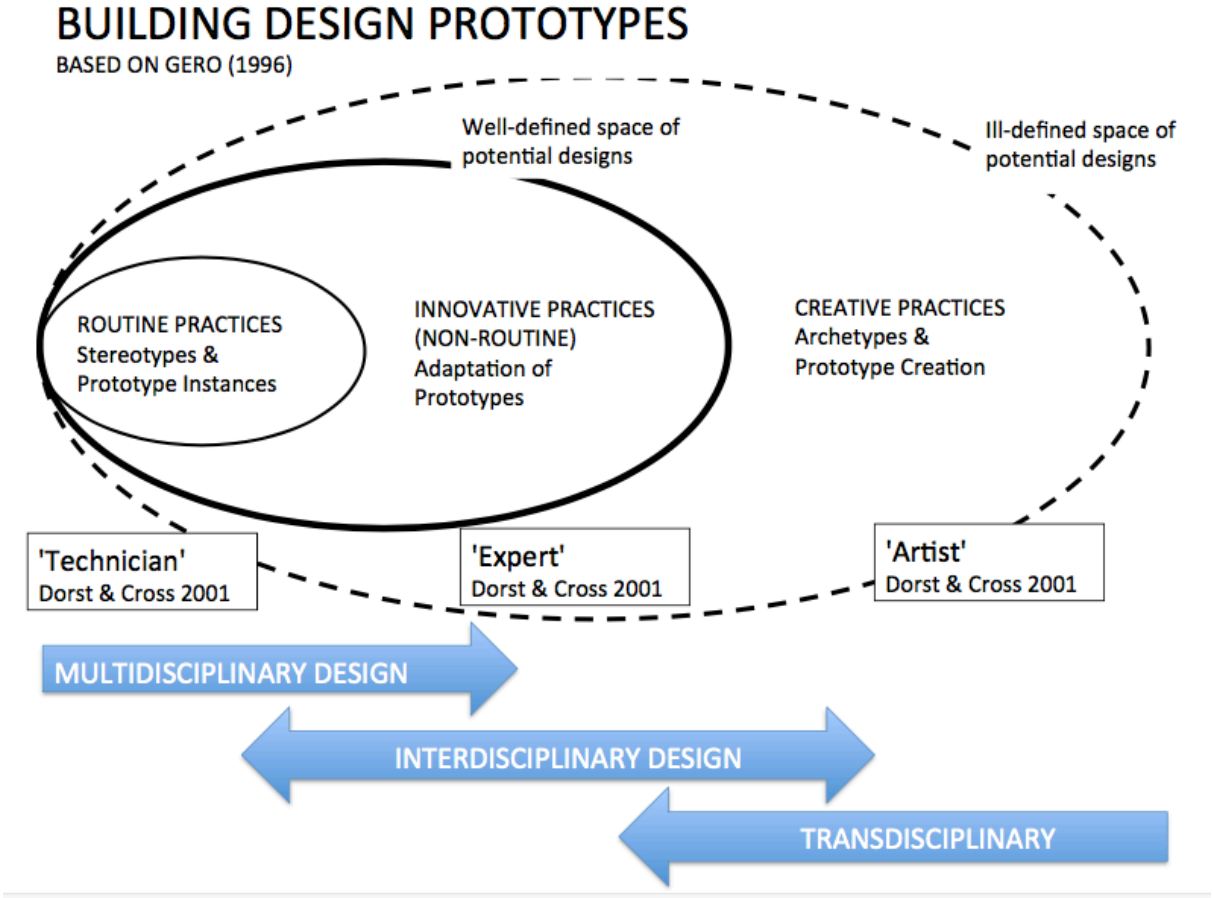 BUILDING DESIGN PROTOTYPES
BASED ON GERO (1996)
Well-defined space of
potential designs
Ill-defined space of
potential designs
ROUTINE PRACTICES
Stereotypes &
Prototype Instances
INNOVATIVE PRACTICES
(NON-ROUTINE)
Adaptation of
Prototypes
CREATIVE PRACTICES
Archetypes &
Prototype Creation
'Technician'
Dorst & Cross 2001
'Expert'
Dorst & Cross 2001
'Artist'
Dorst & Cross 2001
MULTIDISCIPLINARY DESIGN
INTERDISCIPLINARY DESIGN
TRANSDISCIPLINARY